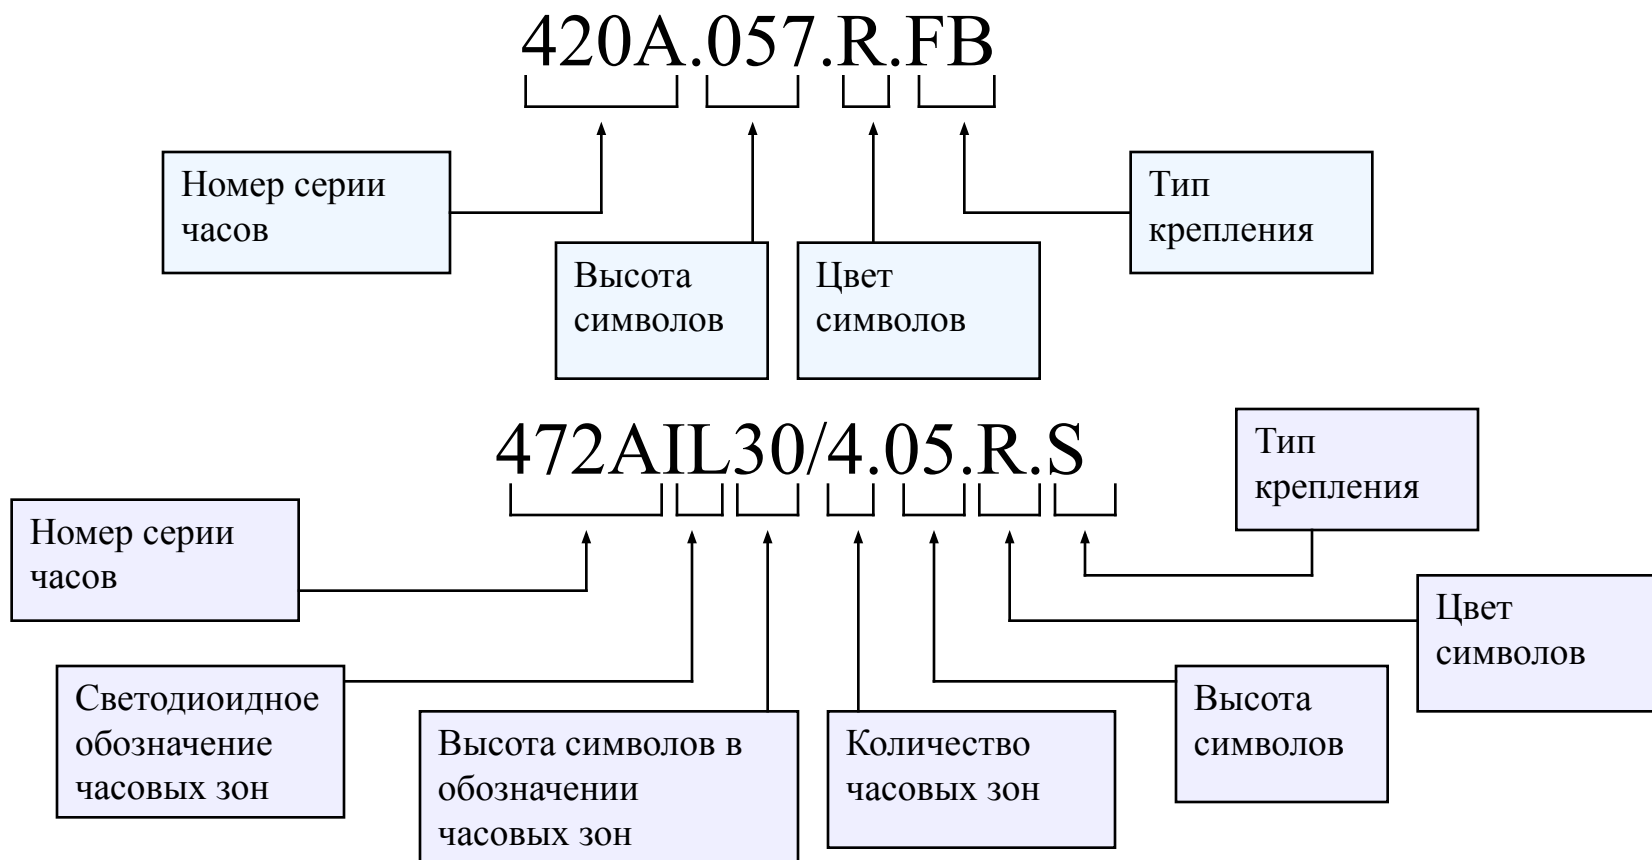 420A.057.R.FB
Номер серии
часов
Высота
символов
Цвет
символов
Тип
крепления
472AIL30/4.05.R.S
Номер серии
часов
Светодиоидное
обозначение
часовых зон
Высота символов в
обозначении
часовых зон
Количество
часовых зон
Высота
символов
Цвет
символов
Тип
крепления